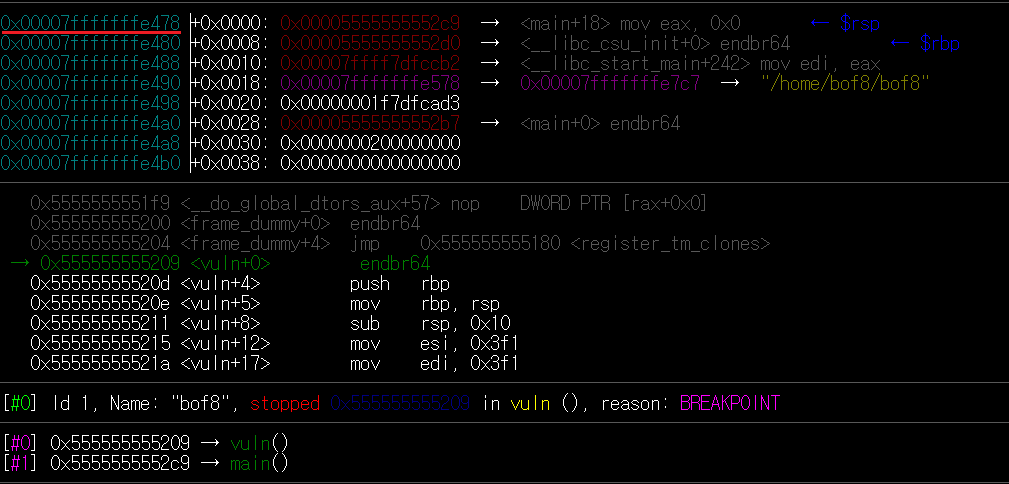 0x00007fffffffe478 +0x0000: 0x00005555555552c9 → <main+18> mov eax, 0x0 ← $rsp
0x00007fffffffe480 +0x0008: 0x00005555555552d0 → <__libc_csu_init+0> endbr64 ← $rbp
0x00007fffffffe488 +0x0010: 0x00007ffff7dfccb2 → <__libc_start_main+242> mov edi, eax
0x00007fffffffe490 +0x0018: 0x00007fffffffe578 → 0x00007fffffffe7c7 → "/home/bof8/bof8"
0x00007fffffffe498 +0x0020: 0x00000001f7dfcad3
0x00007fffffffe4a0 +0x0028: 0x00005555555552b7 → <main+0> endbr64
0x00007fffffffe4a8 +0x0030: 0x0000000200000000
0x00007fffffffe4b0 +0x0038: 0x0000000000000000
0x5555555551f9 <__do_global_dtors_aux+57> nop DWORD PTR [rax+0x0]
0x555555555200 <frame_dummy+0> endbr64
0x555555555204 <frame_dummy+4> jmp 0x555555555180 <register_tm_clones>
→ 0x555555555209 <vuln+0> endbr64
0x55555555520d <vuln+4> push rbp
0x55555555520e <vuln+5> mov rbp, rsp
0x555555555211 <vuln+8> sub rsp, 0x10
0x555555555215 <vuln+12> mov esi, 0x3f1
0x55555555521a <vuln+17> mov edi, 0x3f1
[#0] Id 1, Name: "bof8", stopped 0x555555555209 in vuln (), reason: BREAKPOINT
[#0] 0x555555555209 → vuln()
[#1] 0x5555555552c9 → main()